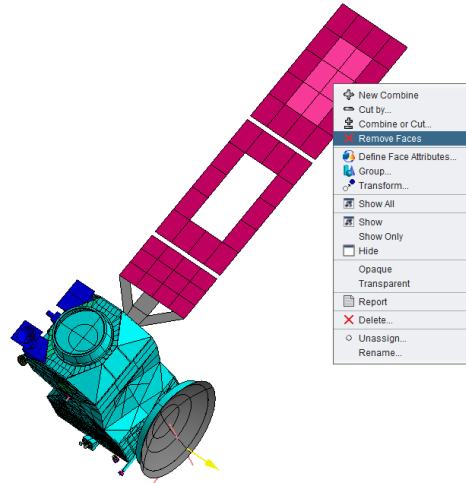 New Combine
Cut by...
Combine or Cut...
Remove Faces
Define Face Attributes...
Group...
Transform...
Show All
Show
Show Only
Hide
Opaque
Transparent
Report
Delete...
Unassign...
Rename...